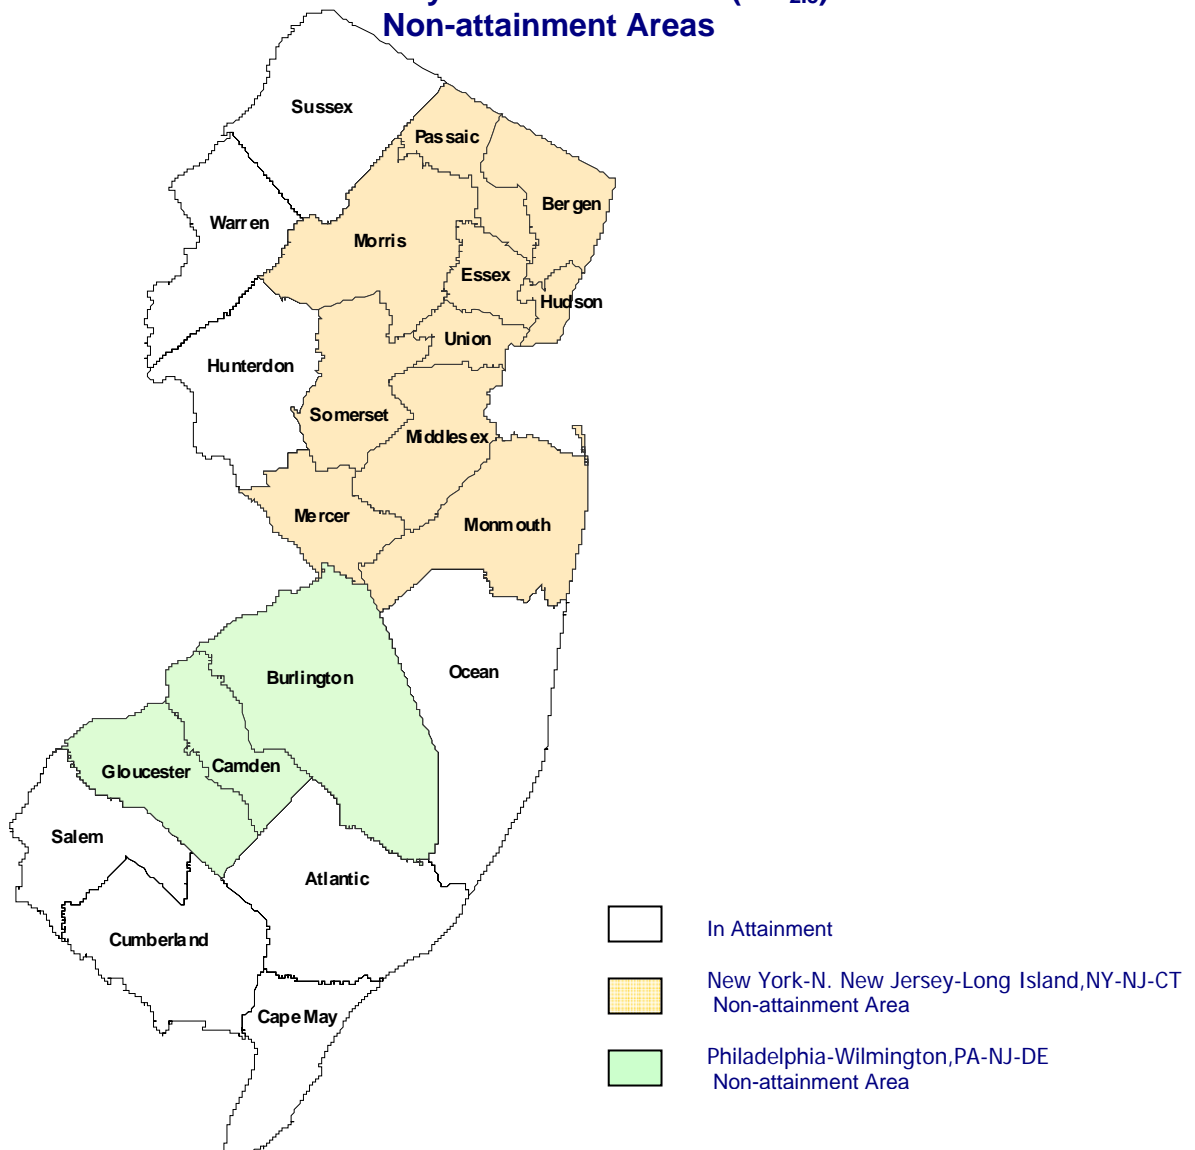 Non-attainment Areas
Sussex
Passaic
Bergen
Warren
Morris
Essex
Hudson
Union
Hunterdon
Somerset
Middlesex
Mercer
Monmouth
Ocean
Burlington
Camden
Gloucester
Salem
Atlantic
Cumberland
Cape May
In Attainment
New York-N. New Jersey-Long Island,NY-NJ-CT
Non-attainment Area
Philadelphia-Wilmington,PA-NJ-DE
Non-attainment Area